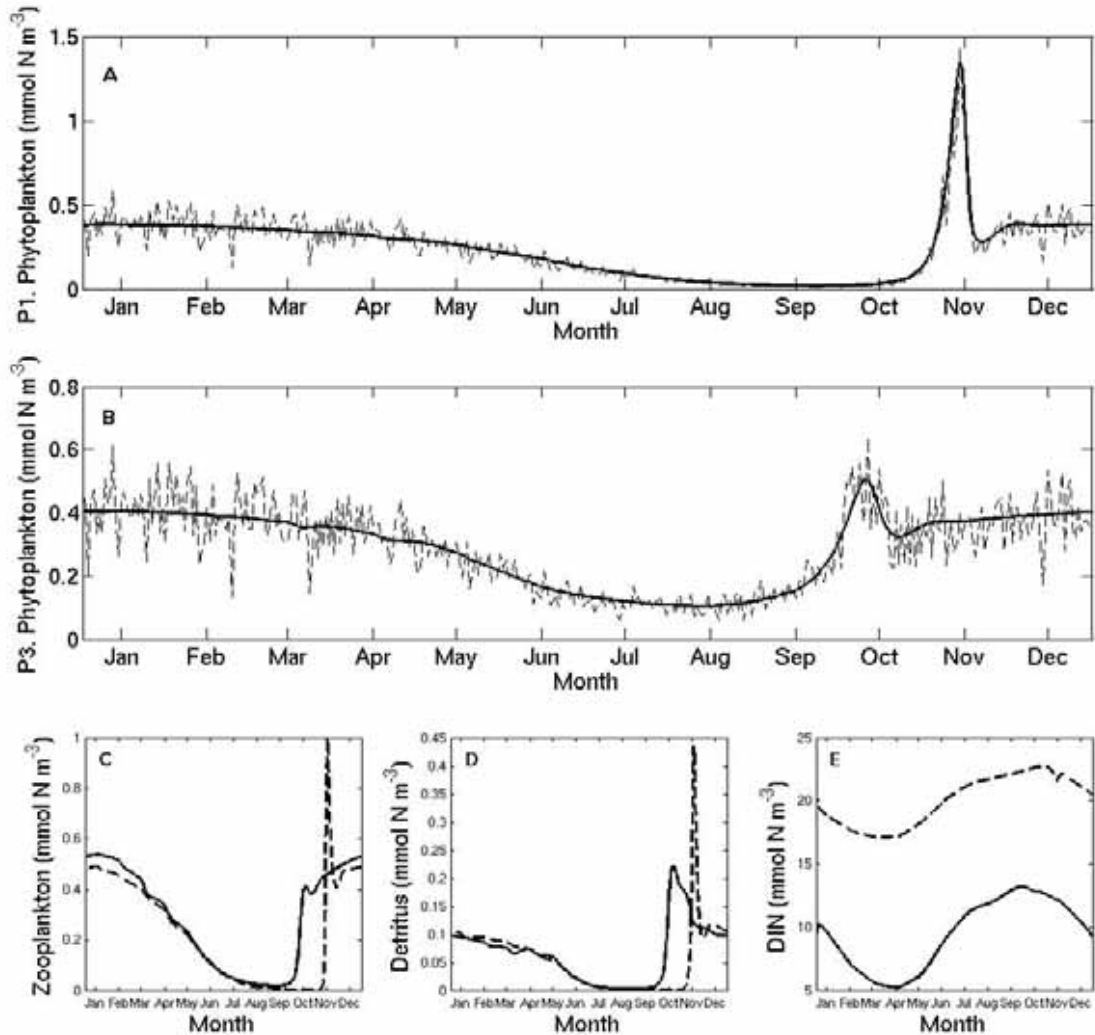 P1. Phytoplankton (mmol N m-3)
1.5
1
0.5
0
A
Jan Feb Mar Apr May Jun Jul Aug Sep Oct Nov Dec
Month
P3. Phytoplankton (mmol N m-3)
0.8
0.6
0.4
0.2
0
B
Jan Feb Mar Apr May Jun Jul Aug Sep Oct Nov Dec
Month
Zooplankton (mmol N m-3)
1
0.8
0.6
0.4
0.2
0
C
Jan Feb Mar Apr May Jun Jul Aug Sep Oct Nov Dec
Month
Detritus (mmol N m-3)
0.45
0.4
0.35
0.3
0.25
0.2
0.15
0.1
0.05
0
D
Jan Feb Mar Apr May Jun Jul Aug Sep Oct Nov Dec
Month
DIN (mmol N m-3)
25
20
15
10
5
E
Jan Feb Mar Apr May Jun Jul Aug Sep Oct Nov Dec
Month